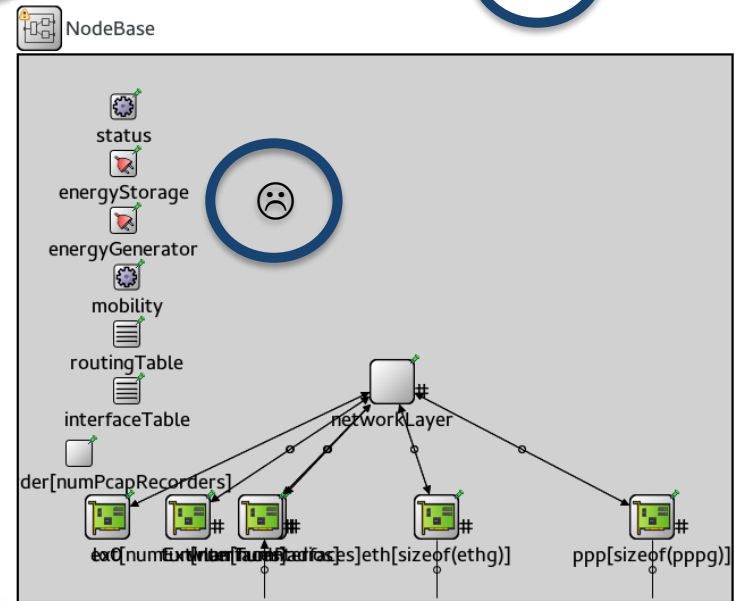 NodeBase
status
energyStorage
energyGenerator
mobility
routingTable
interfaceTable
networkLayer
der[numPcapRecorders]
eth[sizeof(ethg)]
ppp[sizeof(pppg)]